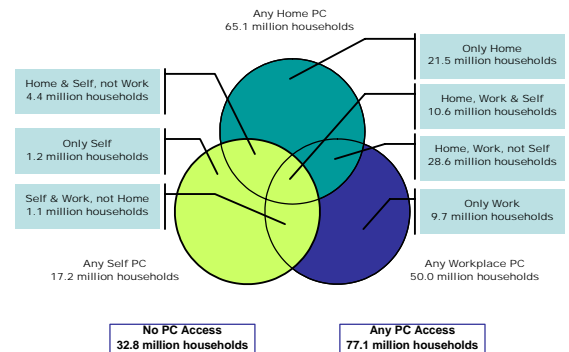 Any Home PC
65.1 million households
Only Home
21.5 million households
Home & Self, not Work
4.4 million households
Home, Work & Self
10.6 million households
Only Self
1.2 million households
Home, Work, not Self
28.6 million households
Self & Work, not Home
1.1 million households
Only Work
9.7 million households
Any Self PC
17.2 million households
Any Workplace PC
50.0 million households
No PC Access
32.8 million households
Any PC Access
77.1 million households